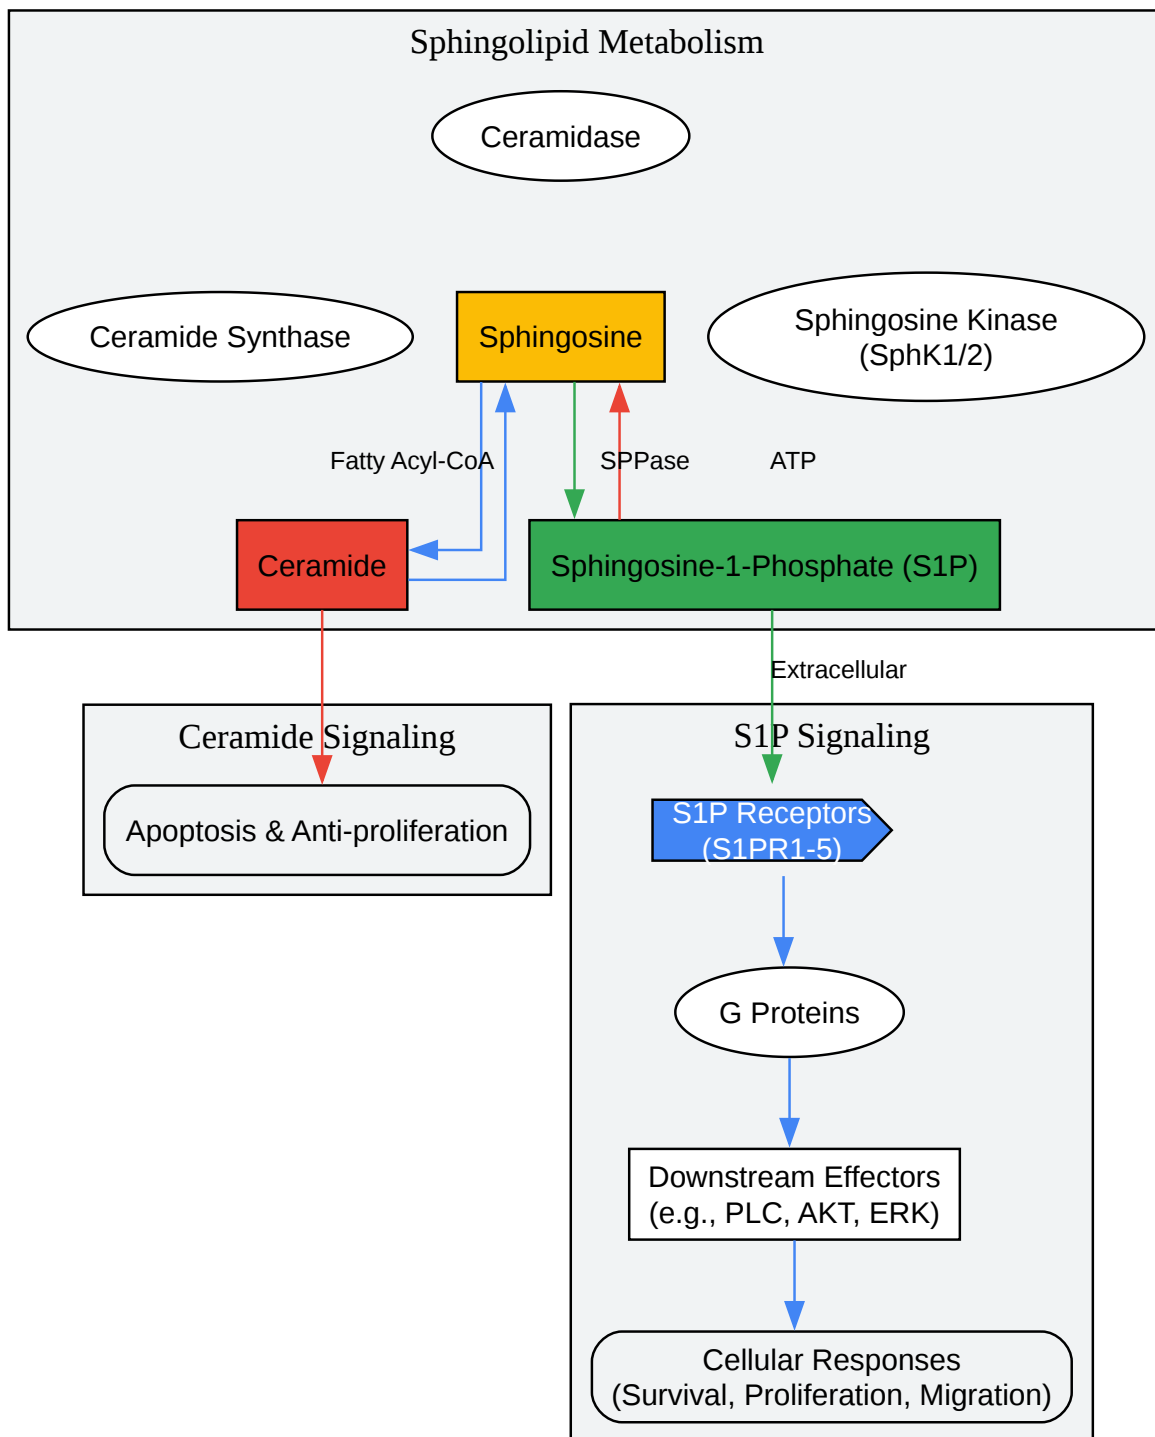 Sphingolipid Metabolism
Ceramidase
Ceramide Synthase
Sphingosine
Sphingosine Kinase
(SphK1/2)
Fatty Acyl-CoA
SPPase
ATP
Ceramide
Sphingosine-1-Phosphate (S1P)
Extracellular
Ceramide Signaling
S1P Signaling
Apoptosis & Anti-proliferation
S1P Receptors
(S1PR1-5)
G Proteins
Downstream Effectors
(e.g., PLC, AKT, ERK)
Cellular Responses
(Survival, Proliferation, Migration)